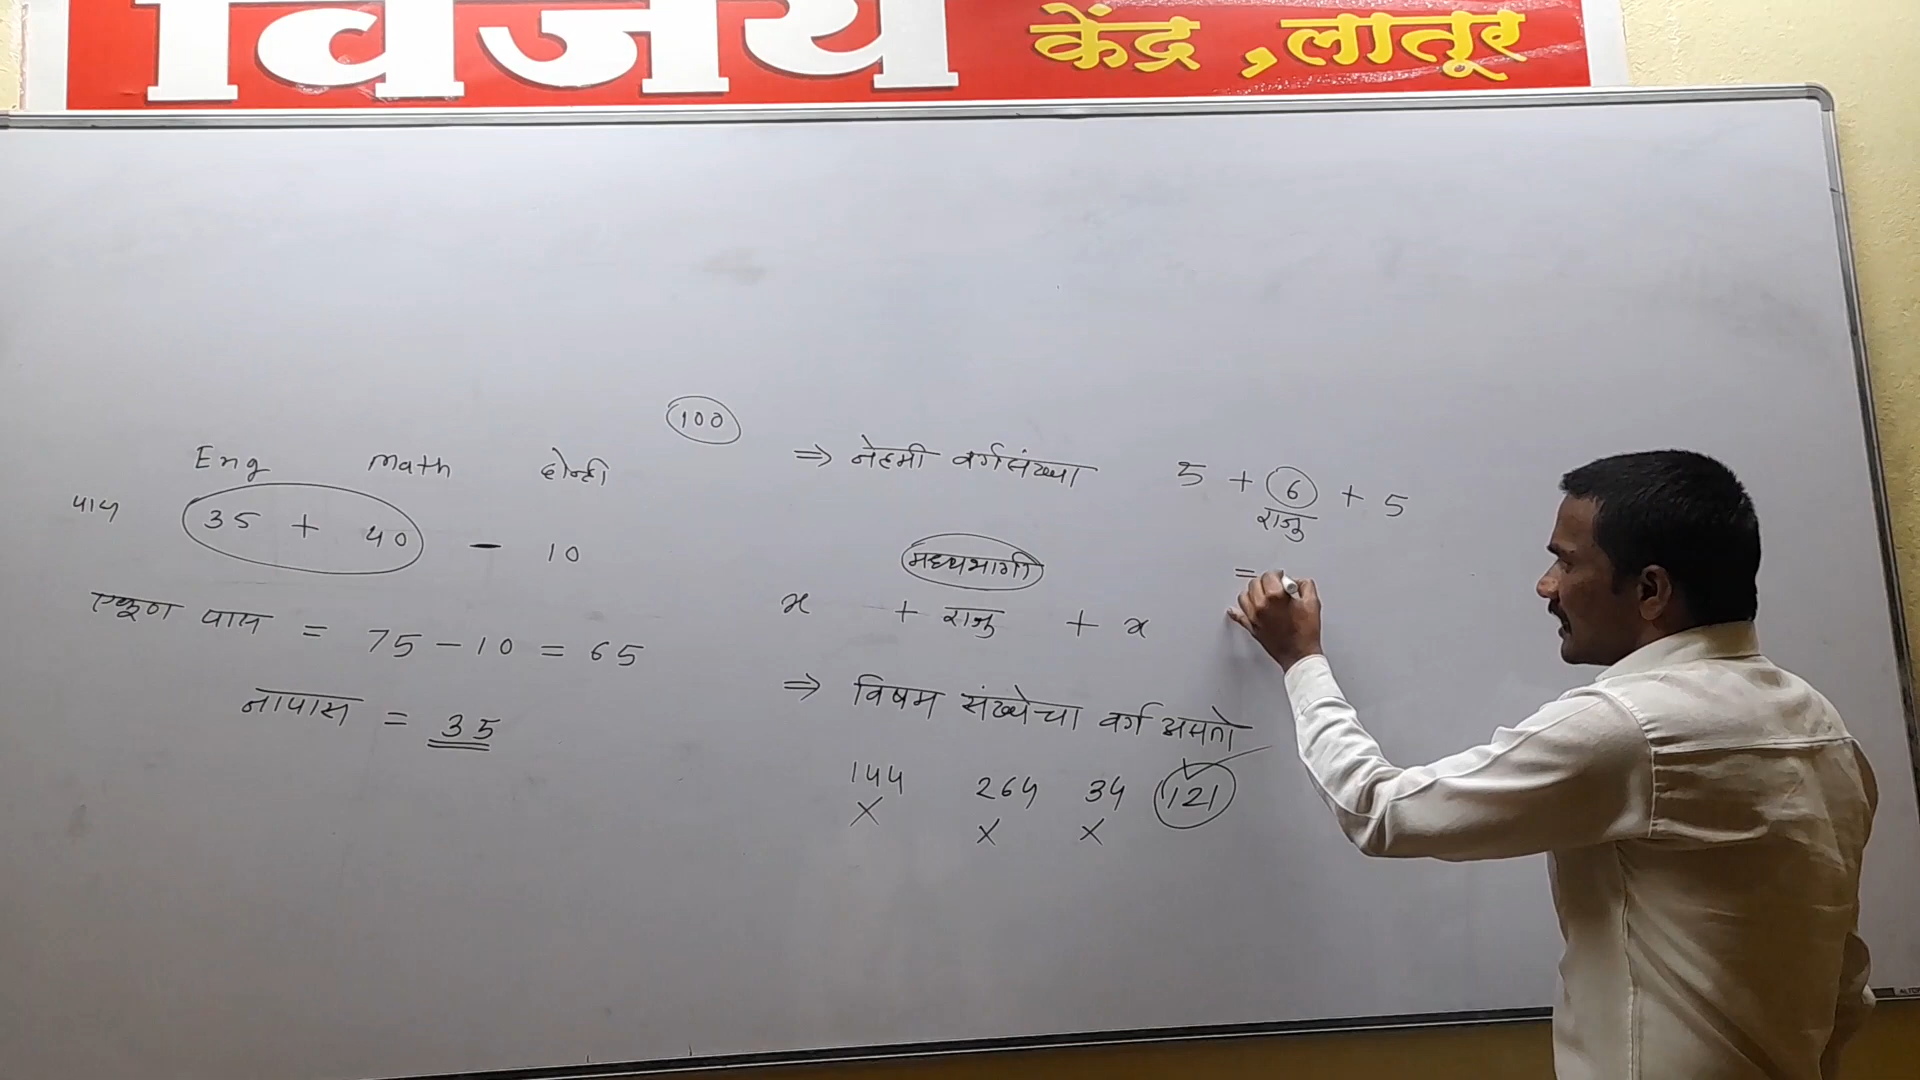 विजय केंद्र, लातूर
100
Eng Math दोन्ही
पास 35 + 40 - 10
एकूण पास = 75 - 10 = 65
नापास = 35
⇒ नेहमी वर्गसंख्या
मध्यभागी
x + राजु + x
⇒ विषम संख्येचा वर्ग असतो
144 264 34 121
X X X
5 + 6 + 5
राजु
=